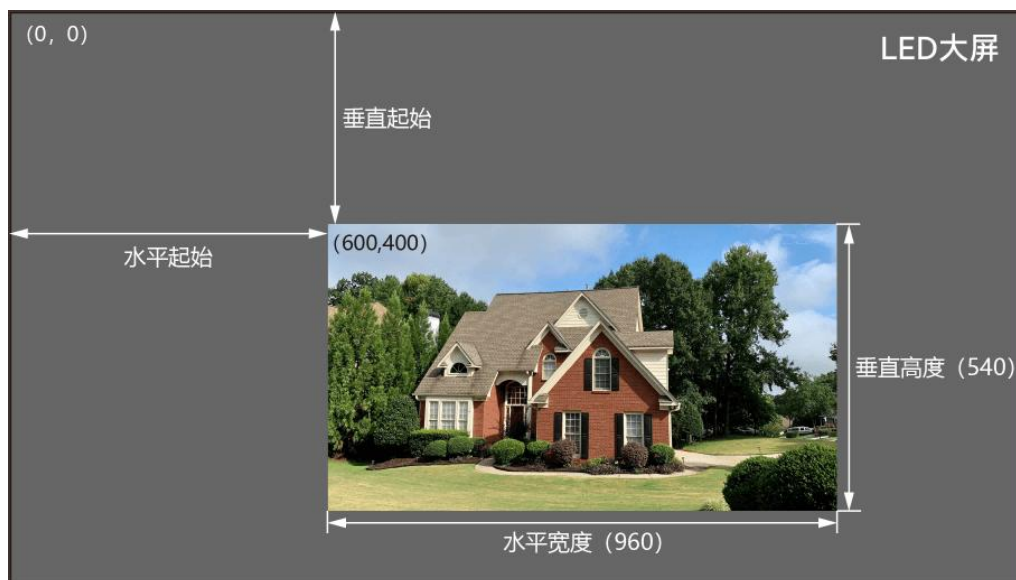 (0, 0)
LED大屏
垂直起始
水平起始
(600,400)
垂直高度（540）
水平宽度（960）